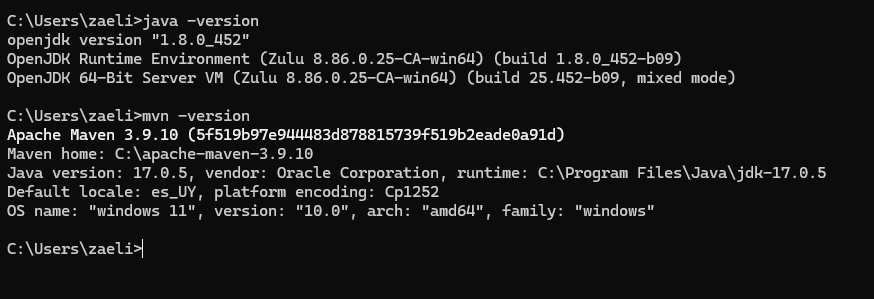 C:\Users\zaeli>java -version
openjdk version "1.8.0_452"
OpenJDK Runtime Environment (Zulu 8.86.0.25-CA-win64) (build 1.8.0_452-b09)
OpenJDK 64-Bit Server VM (Zulu 8.86.0.25-CA-win64) (build 25.452-b09, mixed mode)
C:\Users\zaeli>mvn -version
Apache Maven 3.9.10 (5f519b97e944483d878815739f519b2eade0a91d)
Maven home: C:\apache-maven-3.9.10
Java version: 17.0.5, vendor: Oracle Corporation, runtime: C:\Program Files\Java\jdk-17.0.5
Default locale: es_UY, platform encoding: Cp1252
OS name: "windows 11", version: "10.0", arch: "amd64", family: "windows"
C:\Users\zaeli>